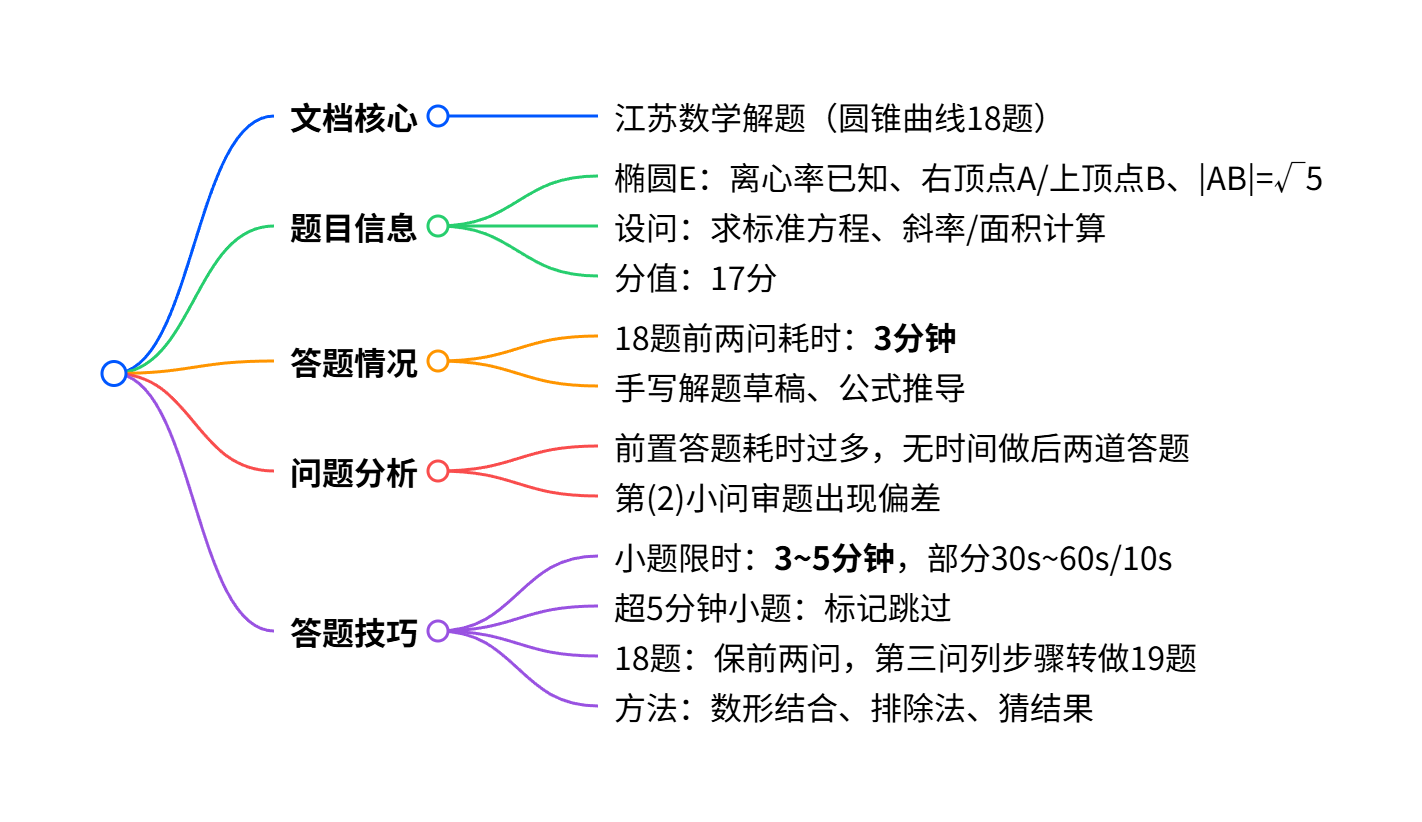 文档核心
江苏数学解题（圆锥曲线18题）
题目信息
椭圆E：离心率已知、右顶点A/上顶点B、|AB|=√5
设问：求标准方程、斜率/面积计算
分值：17分
答题情况
18题前两问耗时：3分钟
手写解题草稿、公式推导
问题分析
前置答题耗时过多，无时间做后两道答题
第(2)小问审题出现偏差
答题技巧
小题限时：3~5分钟，部分30s~60s/10s
超5分钟小题：标记跳过
18题：保前两问，第三问列步骤转做19题
方法：数形结合、排除法、猜结果